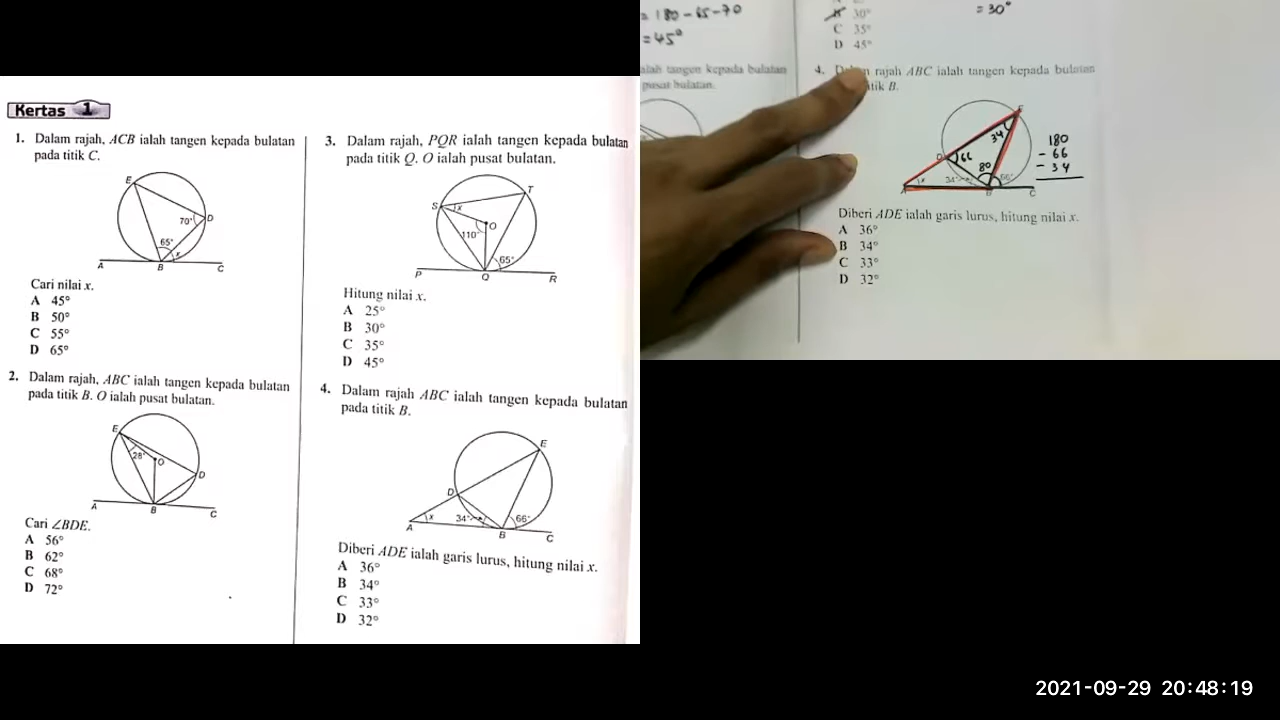 Kertas 1
1. Dalam rajah, ACB ialah tangen kepada bulatan
pada titik C.
E
70°
D
65°
x
A
B
C
Cari nilai x.
A 45°
B 50°
C 55°
D 65°
2. Dalam rajah, ABC ialah tangen kepada bulatan
pada titik B. O ialah pusat bulatan.
E
28°
O
D
A
B
C
Cari ∠BDE.
A 56°
B 62°
C 68°
D 72°
3. Dalam rajah, PQR ialah tangen kepada bulatan
pada titik Q. O ialah pusat bulatan.
T
S
x
O
110°
65°
P
Q
R
Hitung nilai x.
A 25°
B 30°
C 35°
D 45°
4. Dalam rajah ABC ialah tangen kepada bulatan
pada titik B.
E
D
x
34°
66°
A
B
C
Diberi ADE ialah garis lurus, hitung nilai x.
A 36°
B 34°
C 33°
D 32°
= 180 - 65 - 70
= 45°
tangen kepada bulatan
pusat bulatan.
30°
C 35°
D 45°
= 30°
4. rajah ABC ialah tangen kepada bulatan
titik B.
E
34
D
66
80
x
34°
66°
A
B
C
180
- 66
- 34
Diberi ADE ialah garis lurus, hitung nilai x.
A 36°
B 34°
C 33°
D 32°
2021-09-29 20:48:19